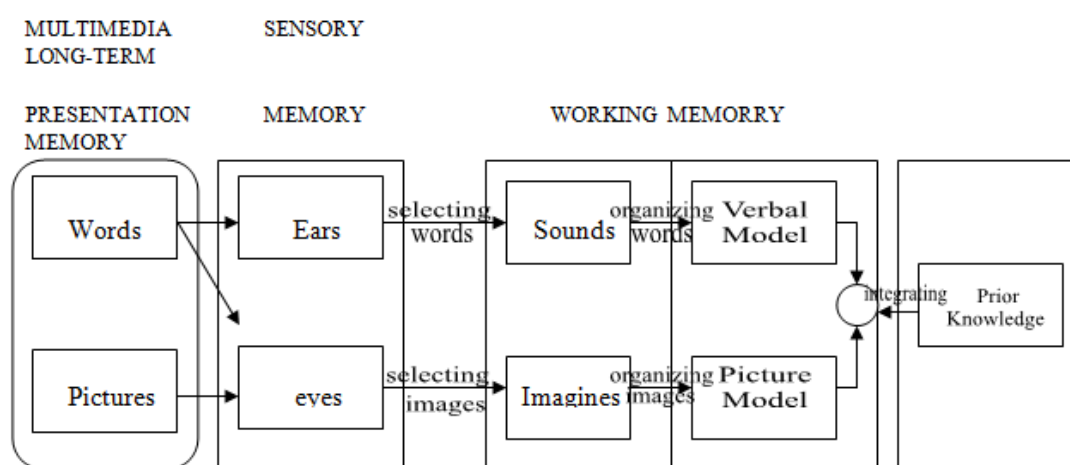 MULTIMEDIA SENSORY
LONG-TERM
PRESENTATION MEMORY WORKING MEMORRY
MEMORY
Words
Ears
selecting
words
Sounds
organizing
words
Verbal
Model
integrating
Prior
Knowledge
Pictures
eyes
selecting
images
Imagines
organizing
images
Picture
Model